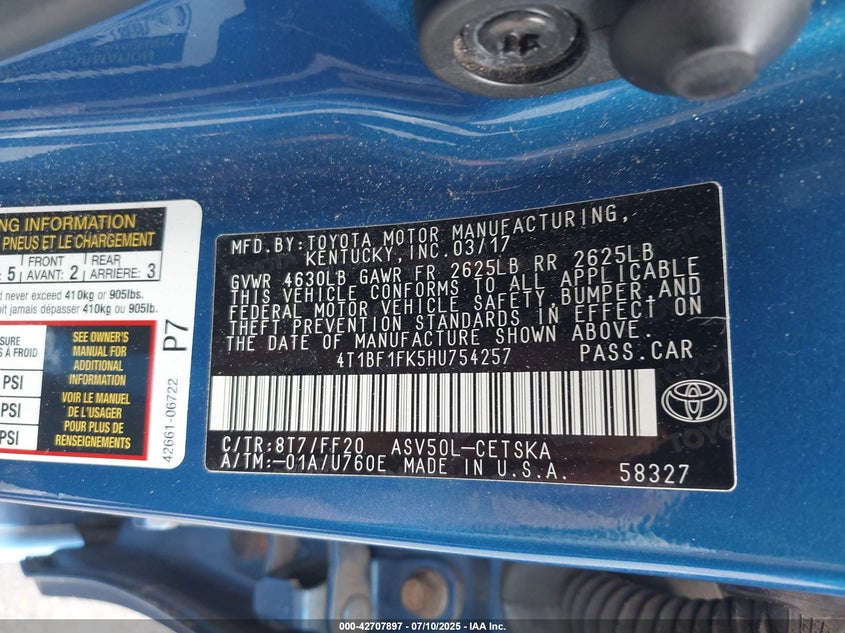 NG INFORMATION
PNEUS ET LE CHARGEMENT
5 FRONT AVANT: 2 REAR ARRIÈRE: 3
d never exceed 410kg or 905lbs.
it jamais dépasser 410kg ou 905lbs.
SURE
S À FROID
PSI
PSI
PSI
SEE OWNER'S
MANUAL FOR
ADDITIONAL
INFORMATION
VOIR LE MANUEL
DE L'USAGER
POUR PLUS DE
RENSEIGNEMENTS
P7
42661-06722
MFD. BY: TOYOTA MOTOR MANUFACTURING,
KENTUCKY, INC. 03/17
GVWR 4630LB GAWR FR 2625LB RR 2625LB
THIS VEHICLE CONFORMS TO ALL APPLICABLE
FEDERAL MOTOR VEHICLE SAFETY, BUMPER, AND
THEFT PREVENTION STANDARDS IN EFFECT ON
THE DATE OF MANUFACTURE SHOWN ABOVE.
4T1BF1FK5HU754257 PASS.CAR
C/TR:8T7/FF20 ASV50L-CETSKA
A/TM:-01A/U760E MADE IN U.S.A. 58327
000-42707897 - 07/10/2025 - IAA Inc.